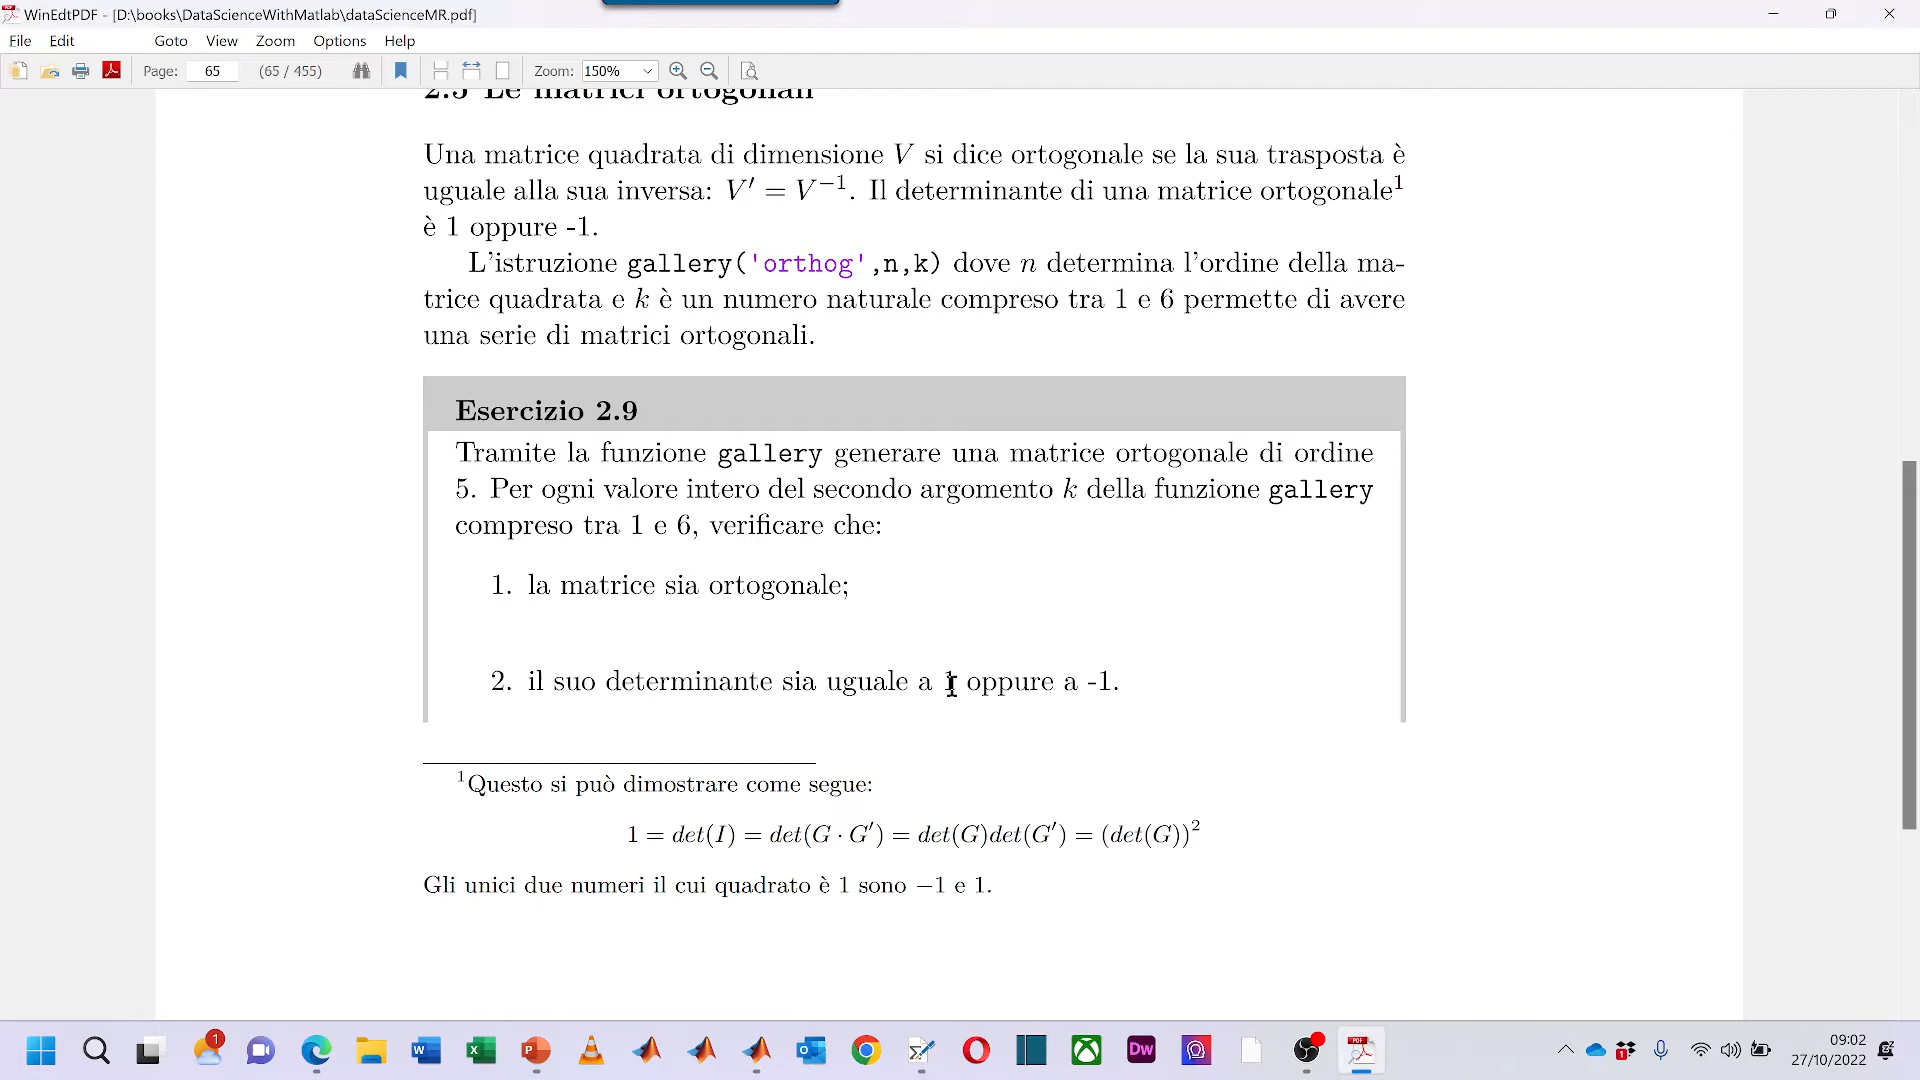 WinEdtPDF - [D:\books\DataScienceWithMatlab\dataScienceMR.pdf]
File Edit Goto View Zoom Options Help
Page: 65 (65 / 455) Zoom: 150%
2.5 Le matrici ortogonali
Una matrice quadrata di dimensione V si dice ortogonale se la sua trasposta è
uguale alla sua inversa: V′ = V⁻¹. Il determinante di una matrice ortogonale¹
è 1 oppure -1.
L'istruzione gallery('orthog',n,k) dove n determina l'ordine della ma-
trice quadrata e k è un numero naturale compreso tra 1 e 6 permette di avere
una serie di matrici ortogonali.
Esercizio 2.9
Tramite la funzione gallery generare una matrice ortogonale di ordine
5. Per ogni valore intero del secondo argomento k della funzione gallery
compreso tra 1 e 6, verificare che:
1. la matrice sia ortogonale;
2. il suo determinante sia uguale a 1 oppure a -1.
¹Questo si può dimostrare come segue:
1 = det(I) = det(G · G′) = det(G)det(G′) = (det(G))²
Gli unici due numeri il cui quadrato è 1 sono −1 e 1.
09:02
27/10/2022